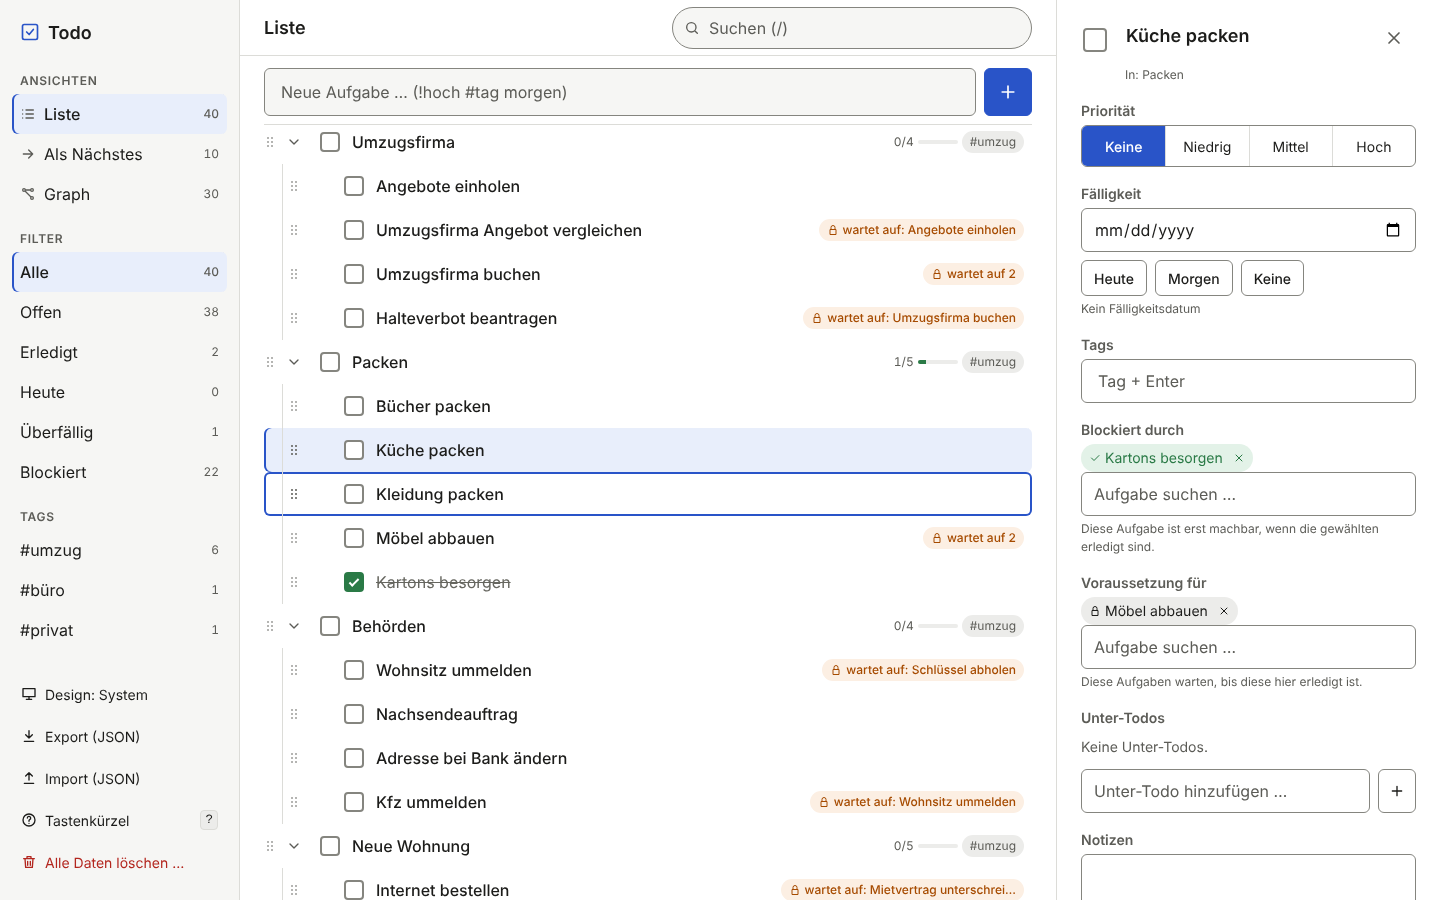 Todo
ANSICHTEN
Liste 40
Als Nächstes 10
Graph 30
FILTER
Alle 40
Offen 38
Erledigt 2
Heute 0
Überfällig 1
Blockiert 22
TAGS
#umzug 6
#büro 1
#privat 1
Design: System
Export (JSON)
Import (JSON)
Tastenkürzel ?
Alle Daten löschen ...
Liste
Suchen (/)
Neue Aufgabe ... (!hoch #tag morgen)
Umzugsfirma 0/4 #umzug
Angebote einholen
Umzugsfirma Angebot vergleichen wartet auf: Angebote einholen
Umzugsfirma buchen wartet auf 2
Halteverbot beantragen wartet auf: Umzugsfirma buchen
Packen 1/5 #umzug
Bücher packen
Küche packen
Kleidung packen
Möbel abbauen wartet auf 2
Kartons besorgen
Behörden 0/4 #umzug
Wohnsitz ummelden wartet auf: Schlüssel abholen
Nachsendeauftrag
Adresse bei Bank ändern
Kfz ummelden wartet auf: Wohnsitz ummelden
Neue Wohnung 0/5 #umzug
Internet bestellen wartet auf: Mietvertrag unterschrei...
Küche packen
In: Packen
Priorität
Keine Niedrig Mittel Hoch
Fälligkeit
mm/dd/yyyy
Heute Morgen Keine
Kein Fälligkeitsdatum
Tags
Tag + Enter
Blockiert durch
Kartons besorgen
Aufgabe suchen ...
Diese Aufgabe ist erst machbar, wenn die gewählten
erledigt sind.
Voraussetzung für
Möbel abbauen
Aufgabe suchen ...
Diese Aufgaben warten, bis diese hier erledigt ist.
Unter-Todos
Keine Unter-Todos.
Unter-Todo hinzufügen ...
Notizen